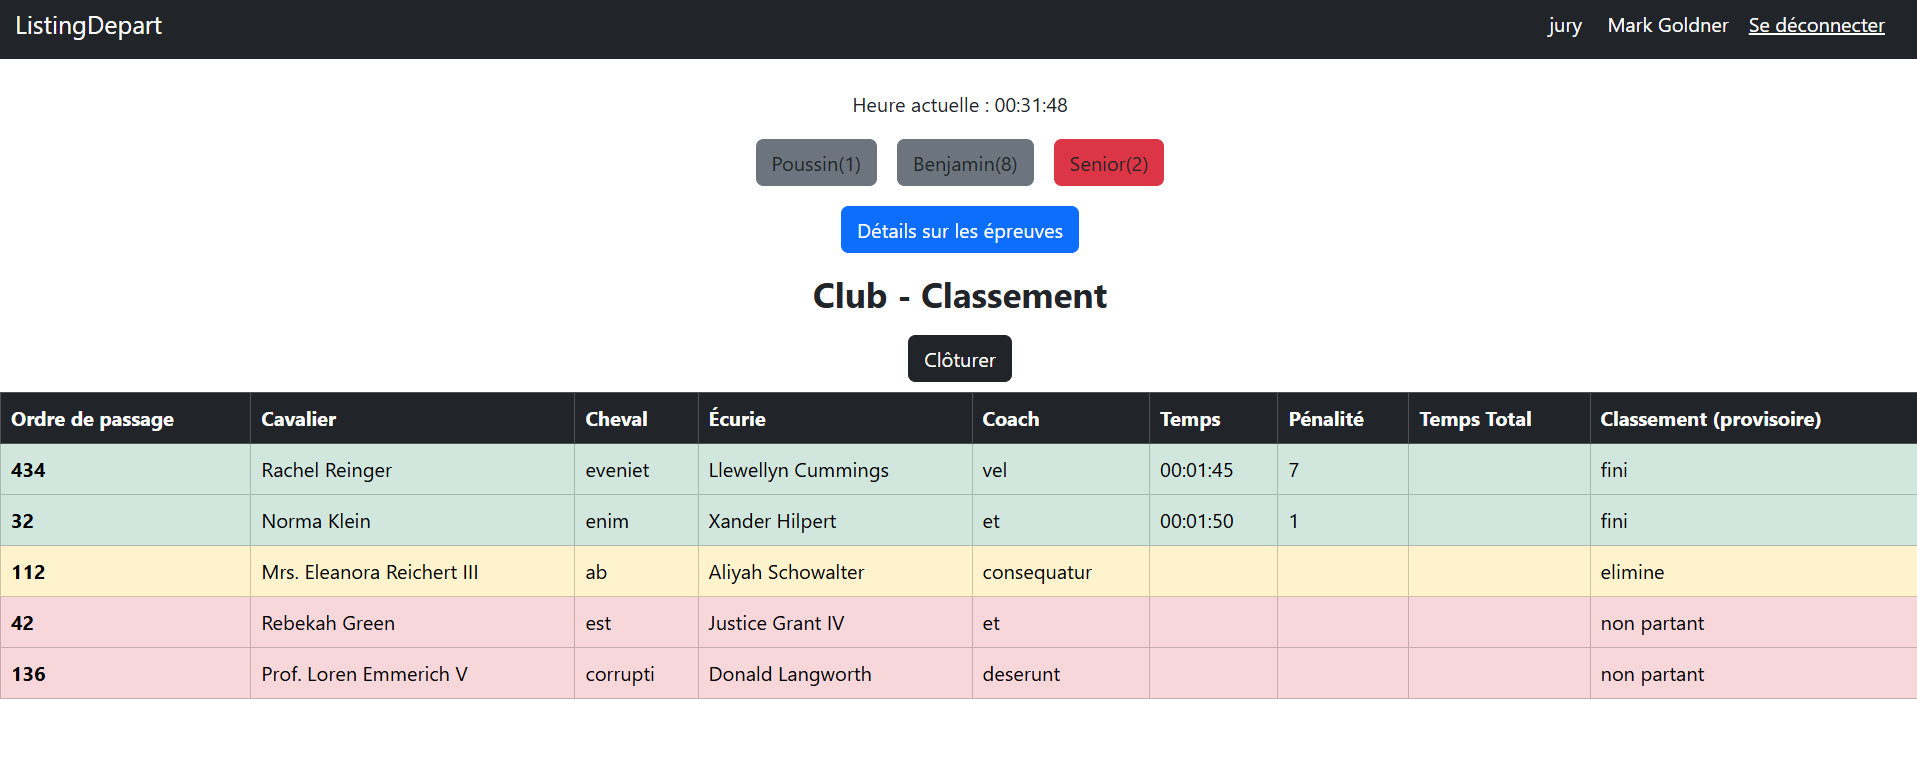 ListingDepart jury Mark Goldner Se déconnecter
Heure actuelle : 00:31:48
Poussin(1) Benjamin(8) Senior(2)
Détails sur les épreuves
Club - Classement
Clôturer
Ordre de passage Cavalier Cheval Écurie Coach Temps Pénalité Temps Total Classement (provisoire)
434 Rachel Reinger eveniet Llewellyn Cummings vel 00:01:45 7 fini
32 Norma Klein enim Xander Hilpert et 00:01:50 1 fini
112 Mrs. Eleanora Reichert III ab Aliyah Schowalter consequatur elimine
42 Rebekah Green est Justice Grant IV et non partant
136 Prof. Loren Emmerich V corrupti Donald Langworth deserunt non partant